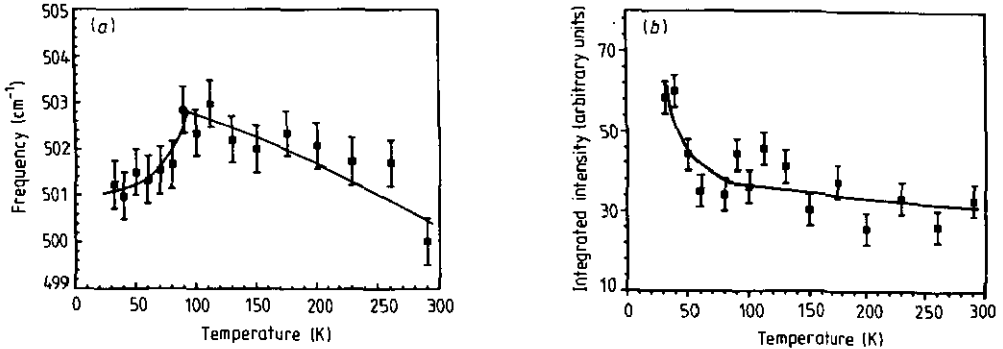 (a)
505
504
503
502
501
500
499
Frequency (cm⁻¹)
0 50 100 150 200 250 300
Temperature (K)
(b)
70
50
30
10
Integrated intensity (arbitrary units)
0 50 100 150 200 250 300
Temperature (K)